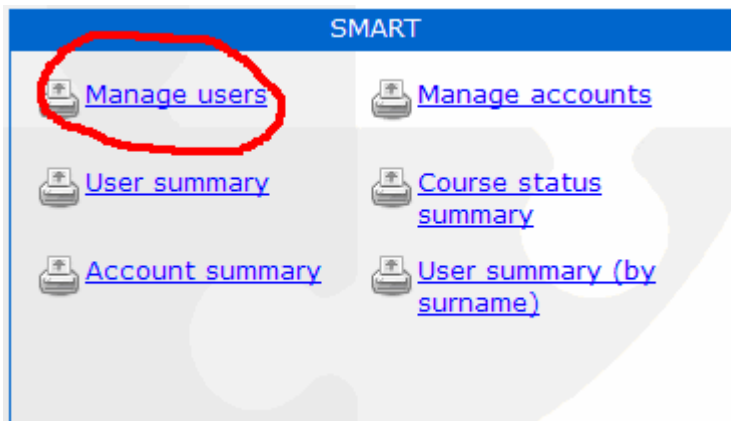 SMART
Manage users
Manage accounts
User summary
Course status
summary
Account summary
User summary (by
surname)